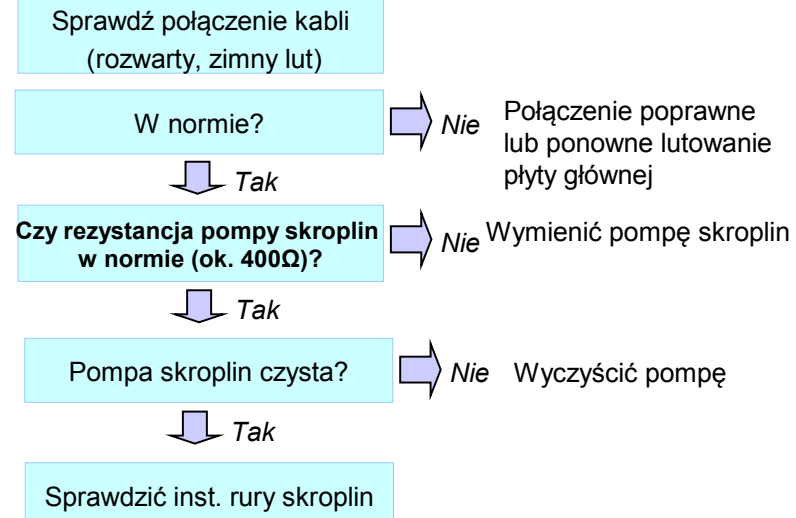 Sprawdź połączenie kabli
(rozwarty, zimny lut)
W normie?
Nie
Połączenie poprawne
lub ponowne lutowanie
płyty głównej
Tak
Czy rezystancja pompy skroplin
w normie (ok. 400Ω)?
Nie
Wymienić pompę skroplin
Tak
Pompa skroplin czysta?
Nie
Wyczyścić pompę
Tak
Sprawdzić inst. rury skroplin